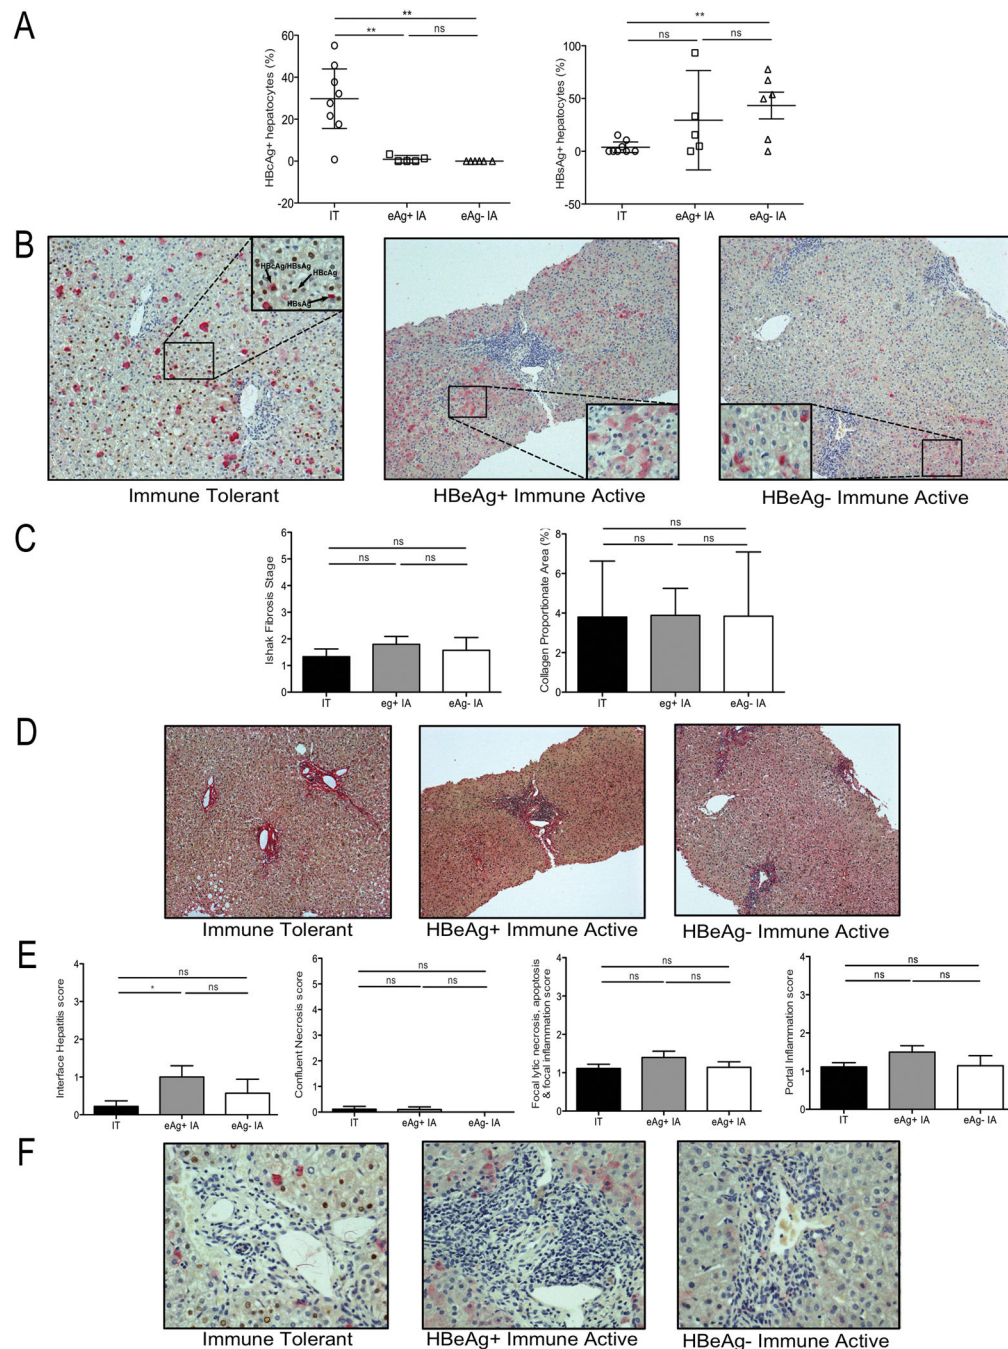 A
**
**
ns
60
40
20
0
-20
HBcAg+ hepatocytes (%)
IT
eAg+ IA
eAg- IA
**
ns
ns
100
50
0
-50
HBsAg+ hepatocytes (%)
IT
eAg+ IA
eAg- IA
B
HBcAg/HBsAg
HBcAg
HBsAg
Immune Tolerant
HBeAg+ Immune Active
HBeAg- Immune Active
C
ns
ns
ns
6
5
4
3
2
1
0
Ishak Fibrosis Stage
IT
eg+ IA
eAg- IA
ns
ns
ns
8
6
4
2
0
Collagen Proportionate Area (%)
IT
eg+ IA
eAg- IA
D
Immune Tolerant
HBeAg+ Immune Active
HBeAg- Immune Active
E
ns
*
ns
4
3
2
1
0
Interface Hepatitis score
IT
eAg+ IA
eAg- IA
ns
ns
ns
6
5
4
3
2
1
0
Confluent Necrosis score
IT
eAg+ IA
eAg- IA
ns
ns
ns
4
3
2
1
0
Focal lytic necrosis, apoptosis
& focal inflamation score
IT
eAg+ IA
eAg+ IA
ns
ns
ns
4
3
2
1
0
Portal Inflammation score
IT
eAg+ IA
eAg- IA
F
Immune Tolerant
HBeAg+ Immune Active
HBeAg- Immune Active